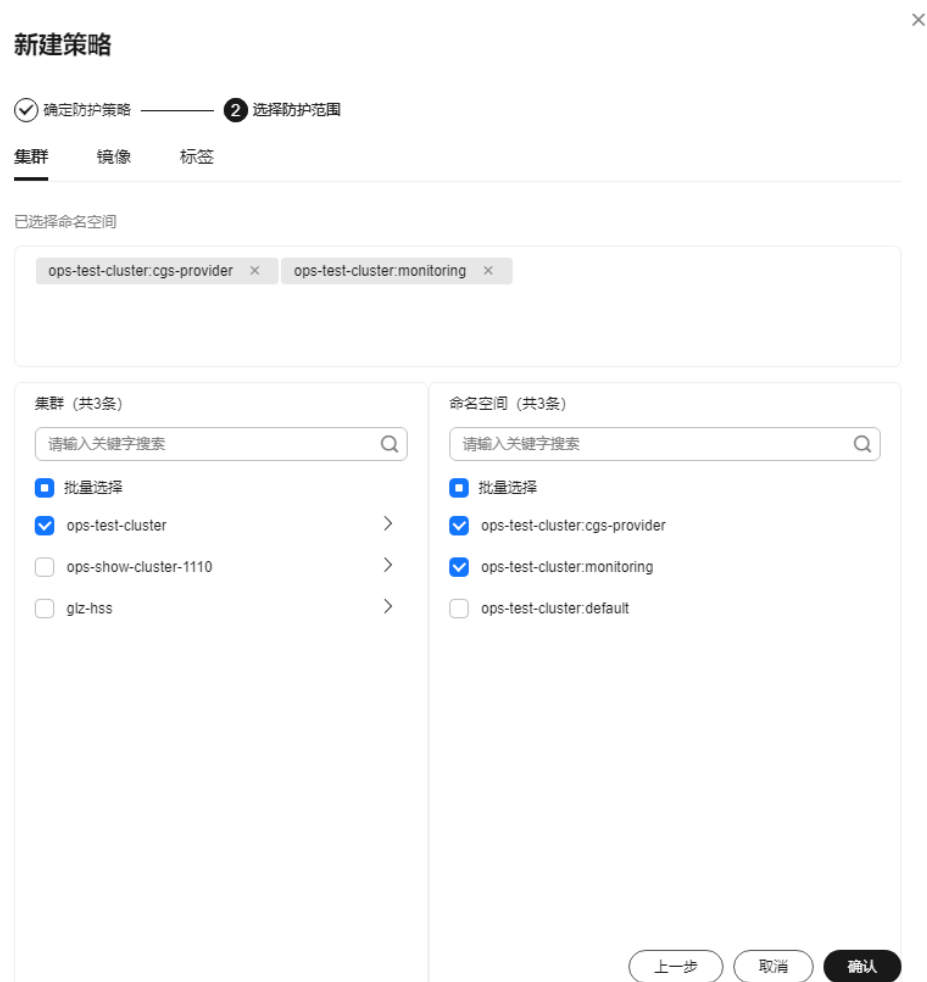 新建策略
确定防护策略 2 选择防护范围
集群 镜像 标签
已选择命名空间
ops-test-cluster:cgs-provider × ops-test-cluster:monitoring ×
集群（共3条）
请输入关键字搜索
批量选择
ops-test-cluster
ops-show-cluster-1110
glz-hss
命名空间（共3条）
请输入关键字搜索
批量选择
ops-test-cluster:cgs-provider
ops-test-cluster:monitoring
ops-test-cluster:default
上一步 取消 确认